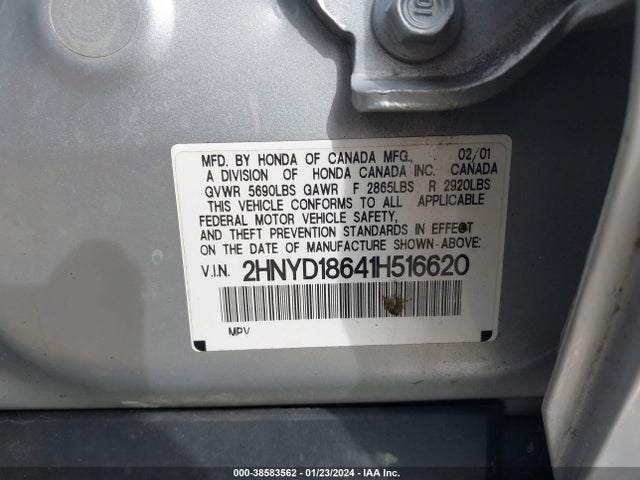 MFD. BY HONDA OF CANADA MFG., 02/01
A DIVISION OF HONDA CANADA INC. CANADA
GVWR 5690LBS GAWR F 2865LBS R 2920LBS
THIS VEHICLE CONFORMS TO ALL APPLICABLE
FEDERAL MOTOR VEHICLE SAFETY,
AND THEFT PREVENTION STANDARDS IN EFFECT
ON THE DATE OF MANUFACTURE SHOWN ABOVE:
V.I.N. 2HNYD18641H516620
MPV
000-38583562 - 01/23/2024 - IAA Inc.